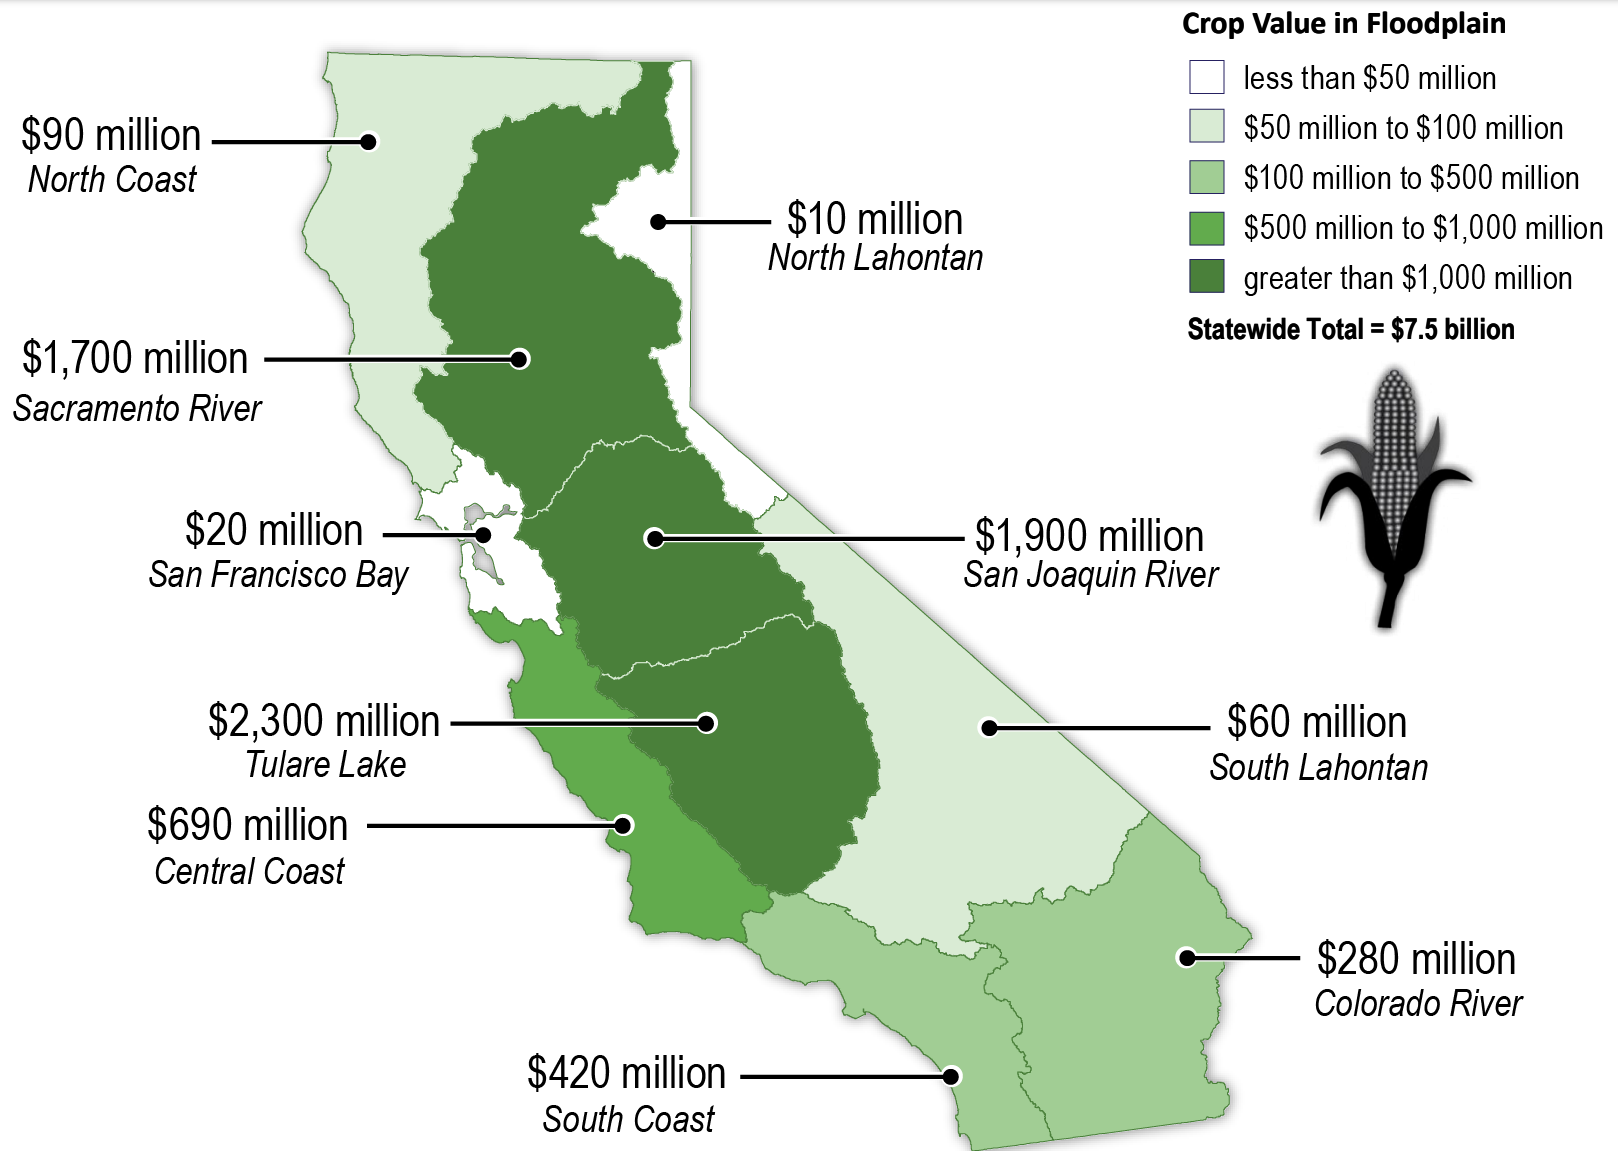 Crop Value in Floodplain
less than $50 million
$50 million to $100 million
$100 million to $500 million
$500 million to $1,000 million
greater than $1,000 million
Statewide Total = $7.5 billion
$90 million
North Coast
$10 million
North Lahontan
$1,700 million
Sacramento River
$20 million
San Francisco Bay
$1,900 million
San Joaquin River
$2,300 million
Tulare Lake
$60 million
South Lahontan
$690 million
Central Coast
$280 million
Colorado River
$420 million
South Coast